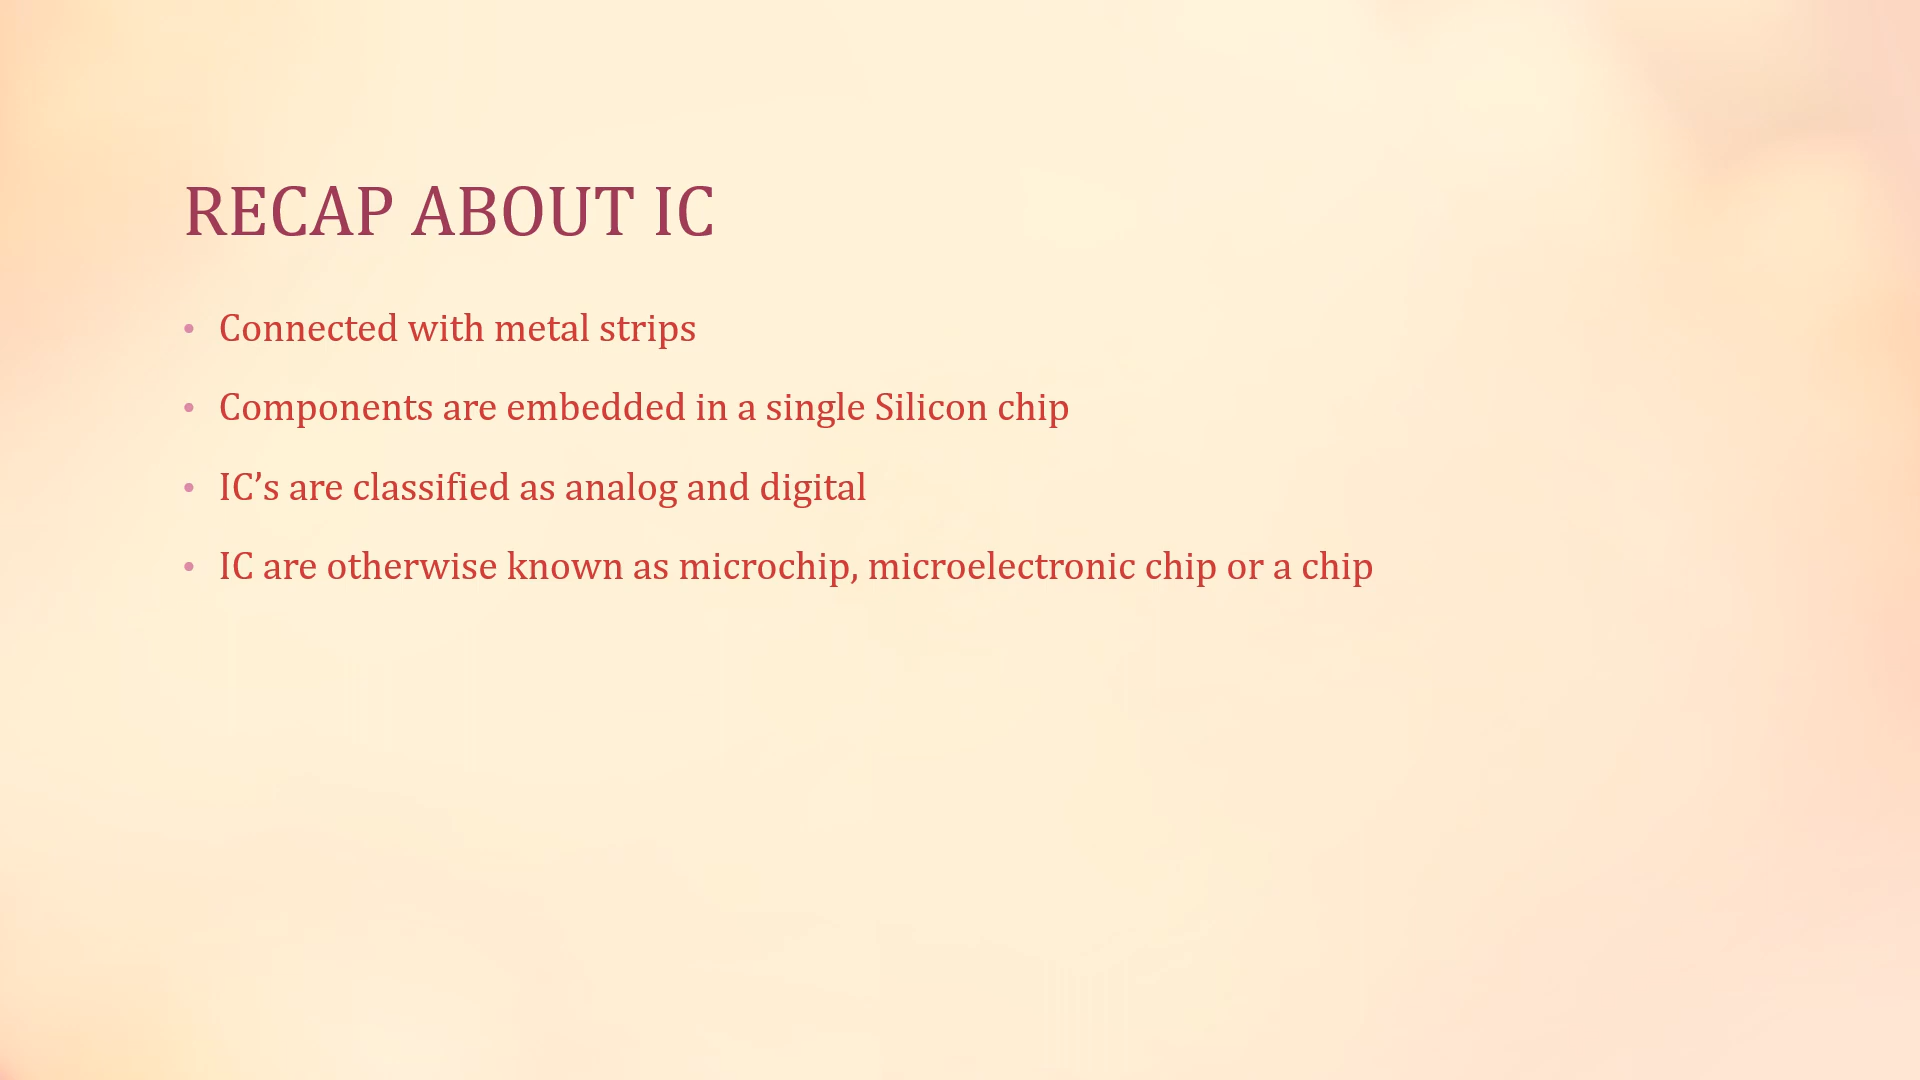 RECAP ABOUT IC
• Connected with metal strips
• Components are embedded in a single Silicon chip
• IC’s are classified as analog and digital
• IC are otherwise known as microchip, microelectronic chip or a chip